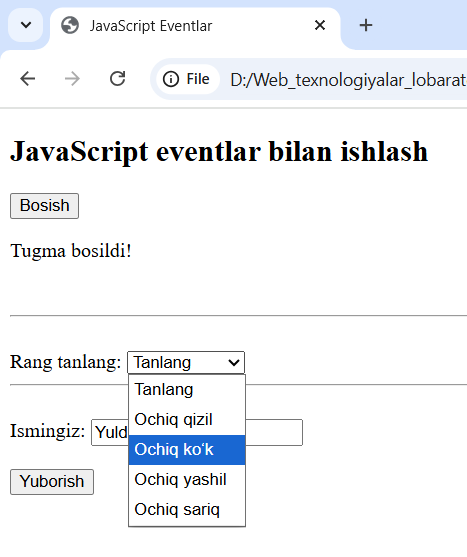 JavaScript Eventlar
File D:/Web_texnologiyalar_lobarat
JavaScript eventlar bilan ishlash
Bosish
Tugma bosildi!
Rang tanlang: Tanlang
Tanlang
Ochiq qizil
Ochiq ko‘k
Ochiq yashil
Ochiq sariq
Ismingiz: Yuld
Yuborish